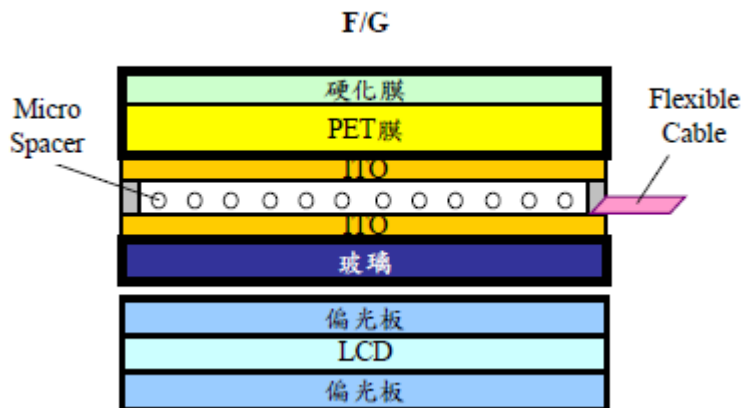 F/G
硬化膜
Micro
Spacer
PET膜
Flexible
Cable
ITO
ITO
玻璃
偏光板
LCD
偏光板